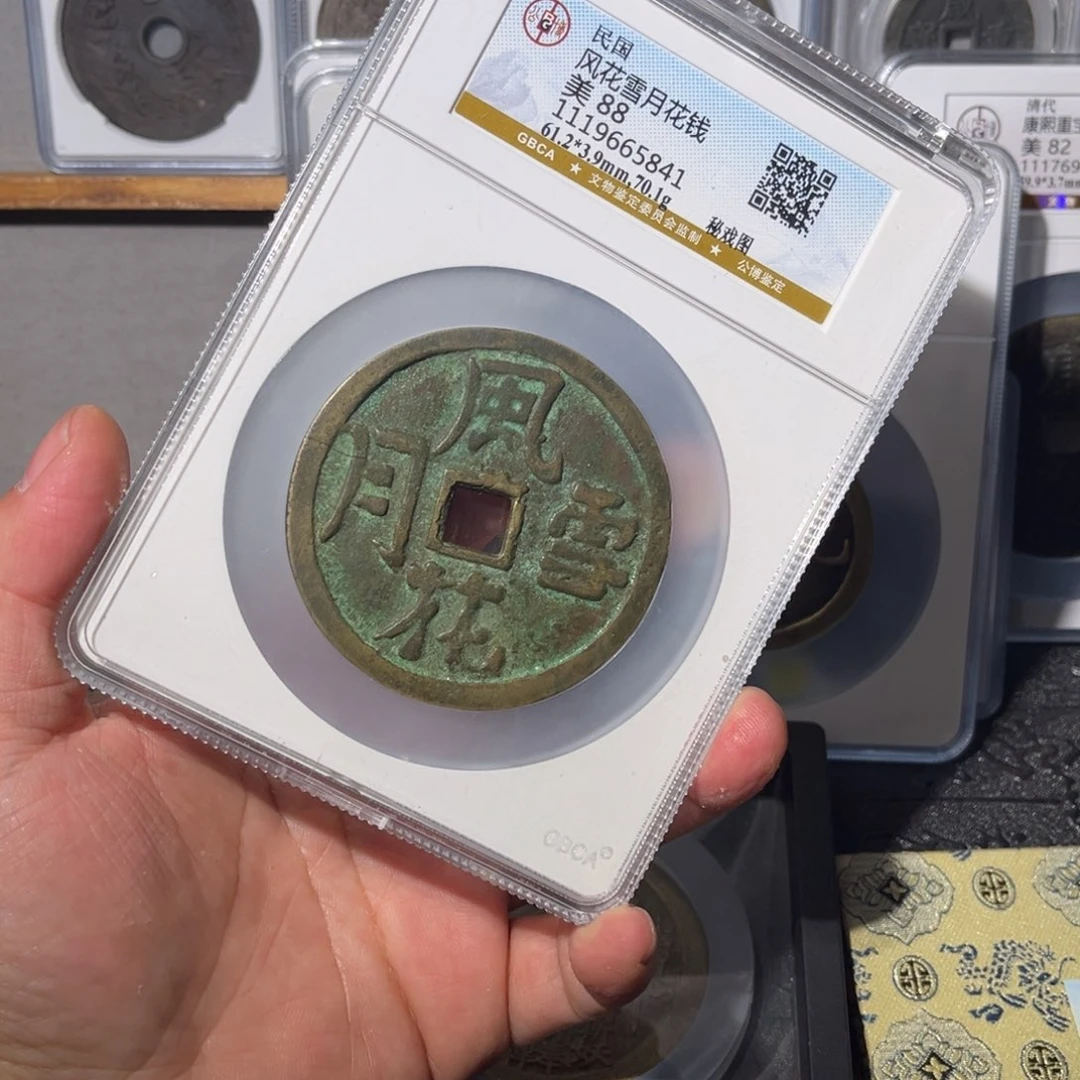 民国
风花雪月花钱
美 88
1119665841
61.2*3.9mm,70.1g
秘戏图
GBCA ★ 文物鉴定委员会监制 ★ 公博鉴定
風
雪
月
花
GBCA
清代
康熙重宝
美 82